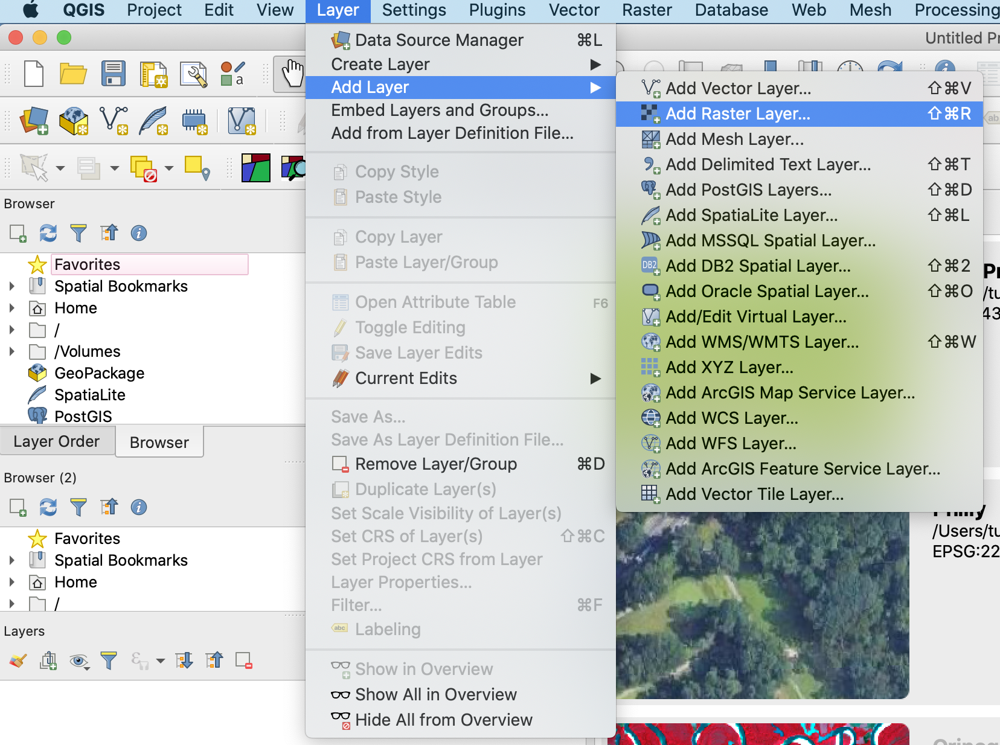 QGIS Project Edit View Layer Settings Plugins Vector Raster Database Web Mesh Processing
Untitled Pr
Data Source Manager ⌘L
Create Layer ▶
Add Layer ▶
Embed Layers and Groups...
Add from Layer Definition File...
Copy Style
Paste Style
Copy Layer
Paste Layer/Group
Open Attribute Table F6
Toggle Editing
Save Layer Edits
Current Edits ▶
Save As...
Save As Layer Definition File...
Remove Layer/Group ⌘D
Duplicate Layer(s)
Set Scale Visibility of Layer(s)
Set CRS of Layer(s) ⇧⌘C
Set Project CRS from Layer
Layer Properties...
Filter... ⌘F
abc Labeling
Show in Overview
Show All in Overview
Hide All from Overview
Add Vector Layer... ⇧⌘V
Add Raster Layer... ⇧⌘R
Add Mesh Layer...
Add Delimited Text Layer... ⇧⌘T
Add PostGIS Layers... ⇧⌘D
Add SpatiaLite Layer... ⇧⌘L
Add MSSQL Spatial Layer...
DB2 Add DB2 Spatial Layer... ⇧⌘2
Add Oracle Spatial Layer... ⇧⌘O
Add/Edit Virtual Layer...
Add WMS/WMTS Layer... ⇧⌘W
Add XYZ Layer...
Add ArcGIS Map Service Layer...
Add WCS Layer...
Add WFS Layer...
Add ArcGIS Feature Service Layer...
Add Vector Tile Layer...
a
ab
Browser
Favorites
Spatial Bookmarks
Home
/
/Volumes
GeoPackage
SpatiaLite
PostGIS
Layer Order Browser
Browser (2)
Favorites
Spatial Bookmarks
Home
/
Layers
Pr
/tu
43
Philly
/Users/tu
EPSG:22